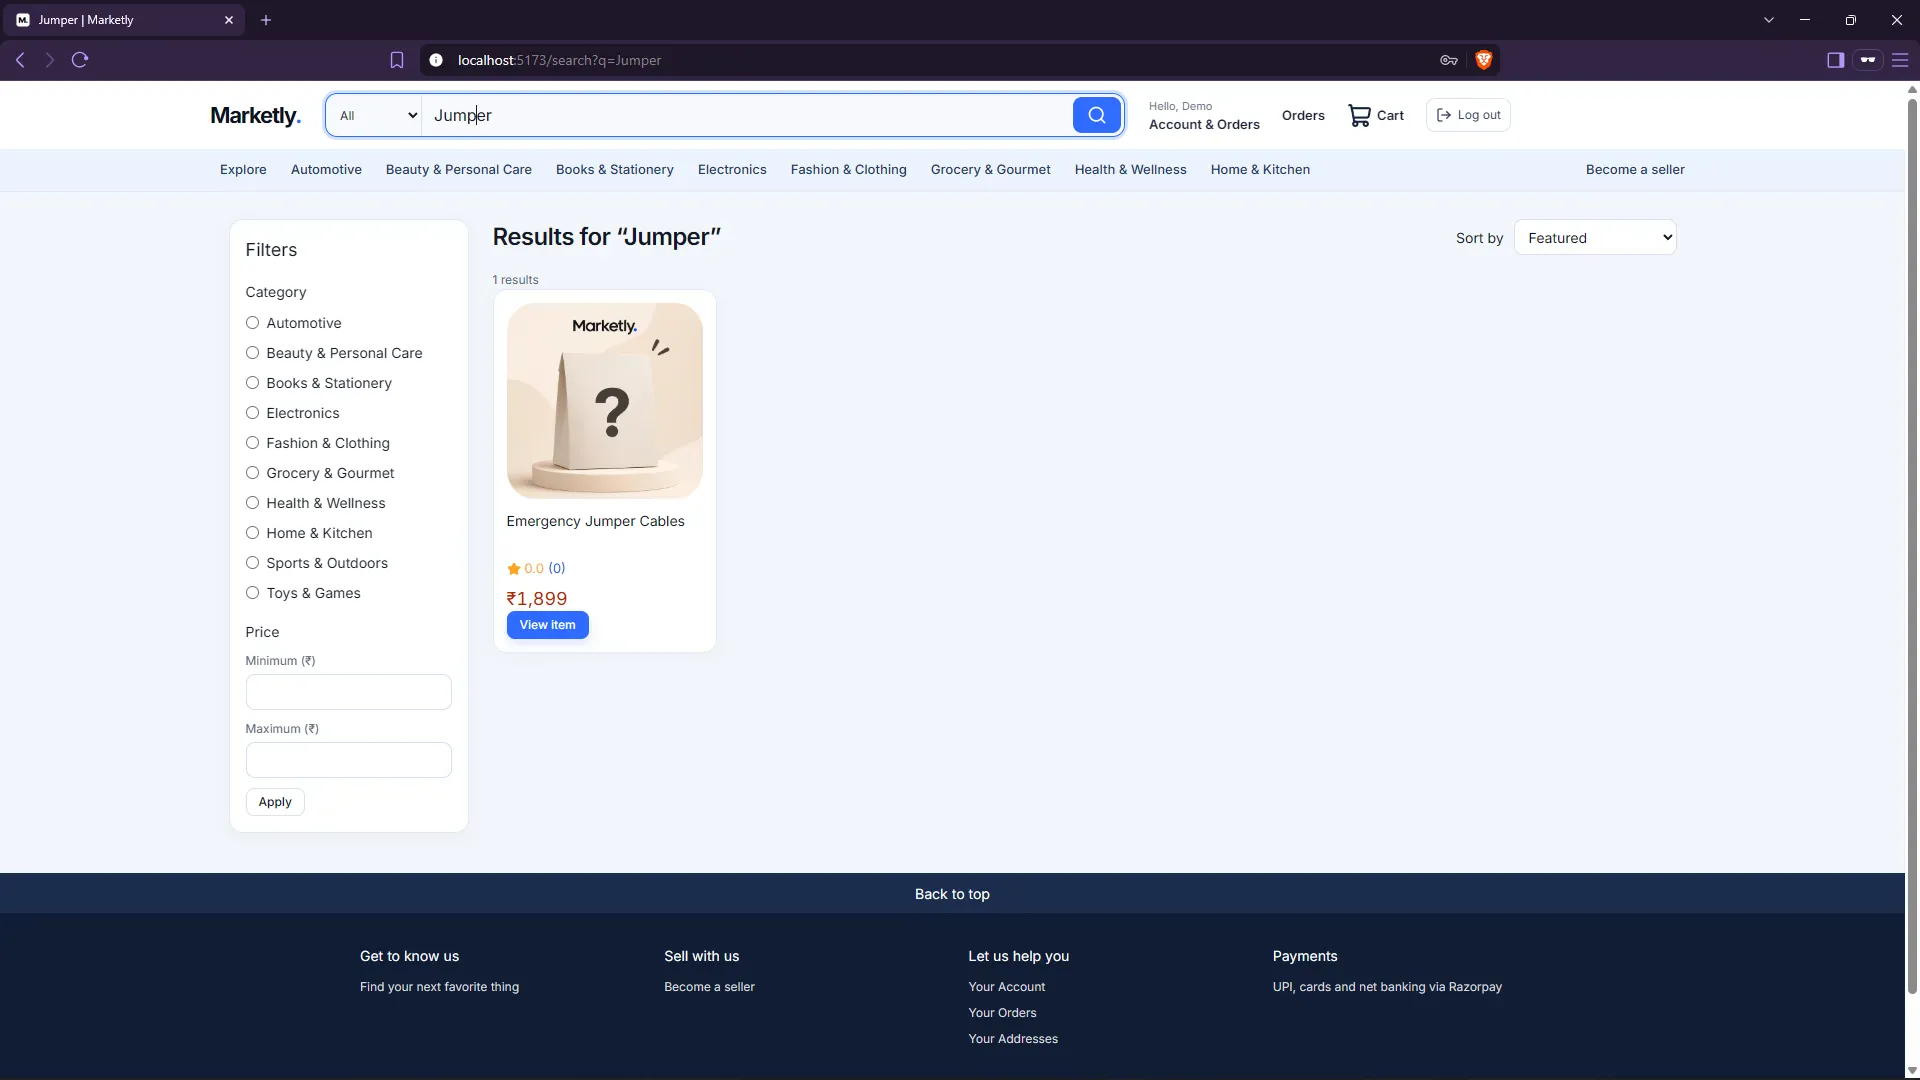 Jumper | Marketly
localhost:5173/search?q=Jumper
Marketly.
All
Jumper
Hello, Demo
Account & Orders
Orders
Cart
Log out
Explore
Automotive
Beauty & Personal Care
Books & Stationery
Electronics
Fashion & Clothing
Grocery & Gourmet
Health & Wellness
Home & Kitchen
Become a seller
Filters
Category
Automotive
Beauty & Personal Care
Books & Stationery
Electronics
Fashion & Clothing
Grocery & Gourmet
Health & Wellness
Home & Kitchen
Sports & Outdoors
Toys & Games
Price
Minimum (₹)
Maximum (₹)
Apply
Results for “Jumper”
Sort by
Featured
1 results
Marketly.
?
Emergency Jumper Cables
0.0 (0)
₹1,899
View item
Back to top
Get to know us
Find your next favorite thing
Sell with us
Become a seller
Let us help you
Your Account
Your Orders
Your Addresses
Payments
UPI, cards and net banking via Razorpay